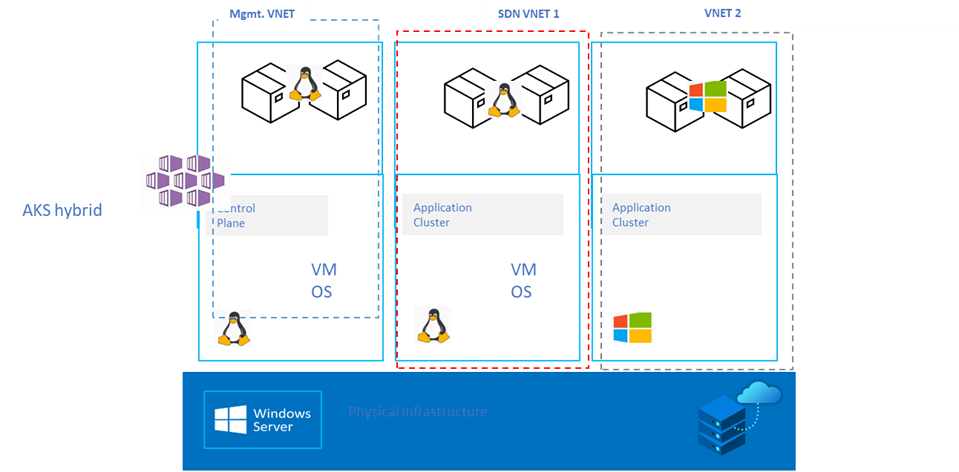 Mgmt. VNET
SDN VNET 1
VNET 2
AKS hybrid
Control
Plane
Application
Cluster
Application
Cluster
VM
OS
VM
OS
Windows
Server
Physical Infrastructure